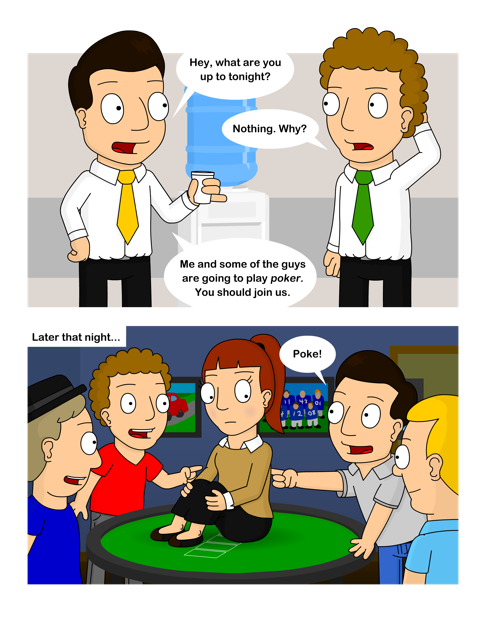 Hey, what are you
up to tonight?
Nothing. Why?
Me and some of the guys
are going to play poker.
You should join us.
Later that night...
Poke!